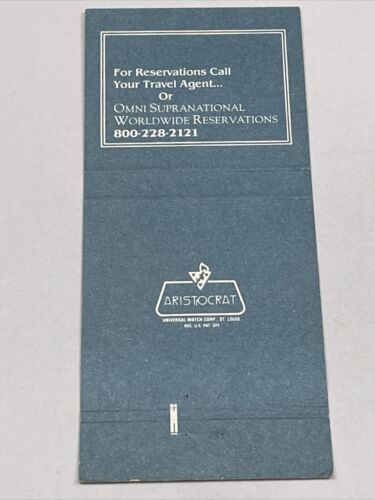 For Reservations Call
Your Travel Agent...
Or
OMNI SUPRANATIONAL
WORLDWIDE RESERVATIONS
800-228-2121
ARISTOCRAT
UNIVERSAL MATCH CORP., ST. LOUIS
REG. U.S. PAT. OFF.